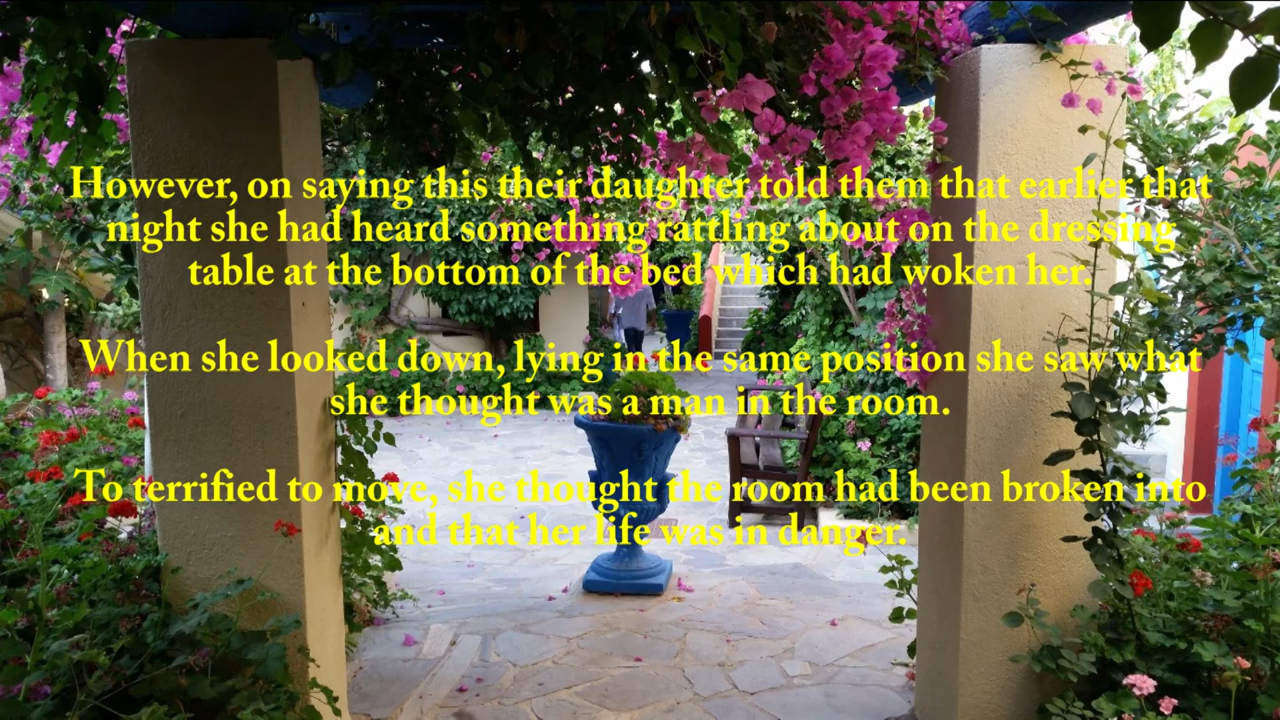 However, on saying this their daughter told them that earlier that
night she had heard something rattling about on the dressing
table at the bottom of the bed which had woken her.
When she looked down, lying in the same position she saw what
she thought was a man in the room.
To terrified to move, she thought the room had been broken into
and that her life was in danger.